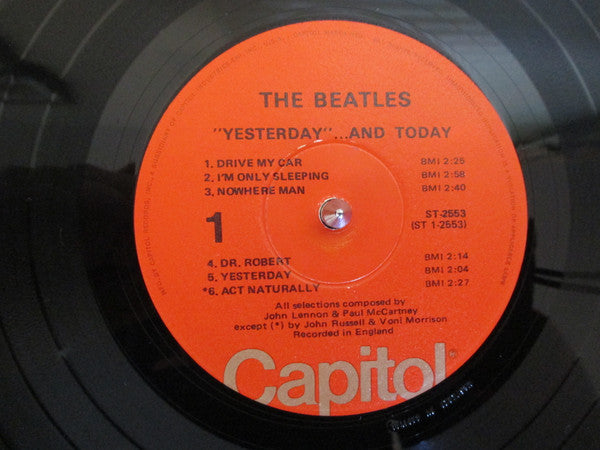 THE BEATLES
"YESTERDAY"...AND TODAY
1. DRIVE MY CAR BMI 2:25
2. I'M ONLY SLEEPING BMI 2:58
3. NOWHERE MAN BMI 2:40
1 ST-2553
(ST 1-2553)
4. DR. ROBERT BMI 2:14
5. YESTERDAY BMI 2:04
*6. ACT NATURALLY BMI 2:27
All selections composed by
John Lennon & Paul McCartney
except (*) by John Russell & Voni Morrison
Recorded in England
Capitol®